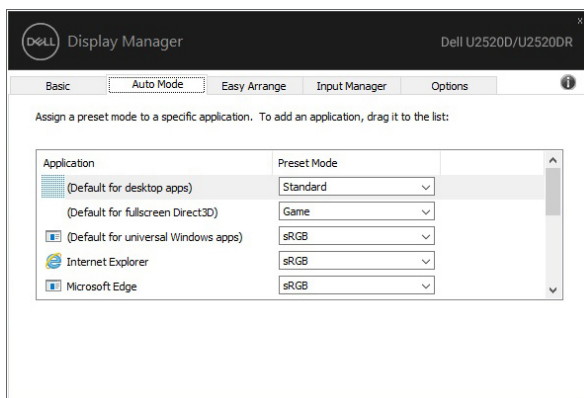 DELL Display Manager Dell U2520D/U2520DR
Basic Auto Mode Easy Arrange Input Manager Options
Assign a preset mode to a specific application. To add an application, drag it to the list:
Application Preset Mode
(Default for desktop apps) Standard
(Default for fullscreen Direct3D) Game
(Default for universal Windows apps) sRGB
Internet Explorer sRGB
Microsoft Edge sRGB